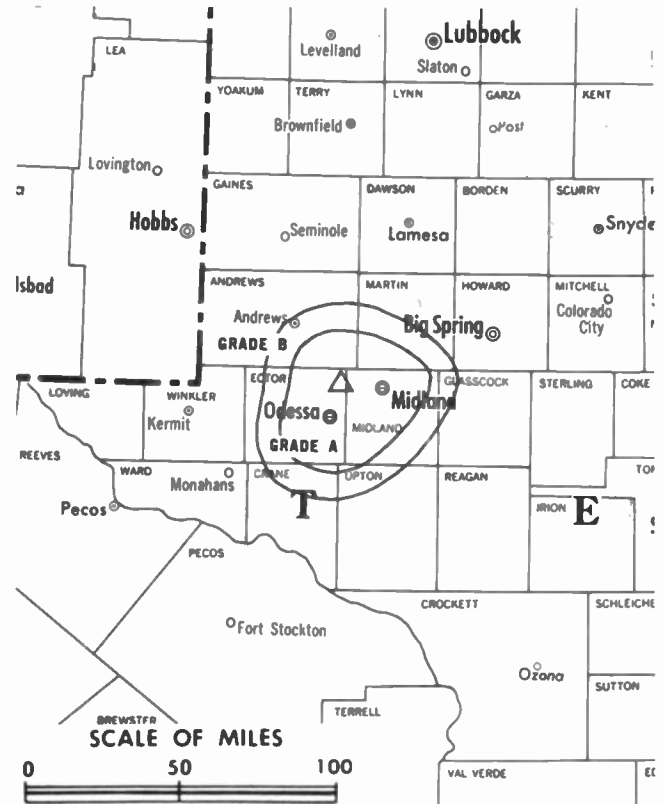 LEA
Levelland
Lubbock
Slaton
YOAKUM
TERRY
LYNN
GARZA
KENT
Brownfield
Post
Lovington
GAINES
DAWSON
BORDEN
SCURRY
Hobbs
Seminole
Lamesa
Snyde
lsbad
ANDREWS
MARTIN
HOWARD
MITCHELL
Colorado
City
Andrews
Big Spring
GRADE B
LOVING
WINKLER
ECTOR
GLASSCOCK
STERLING
COKE
Kermit
Odessa
Midland
MIDLAND
GRADE A
REEVES
WARD
Monahans
CRANE
UPTON
REAGAN
TOM
Pecos
T
IRION
E
PECOS
CROCKETT
SCHLEICHE
Fort Stockton
Ozona
SUTTON
BREWSTER
TERRELL
SCALE OF MILES
0
50
100
VAL VERDE
ED